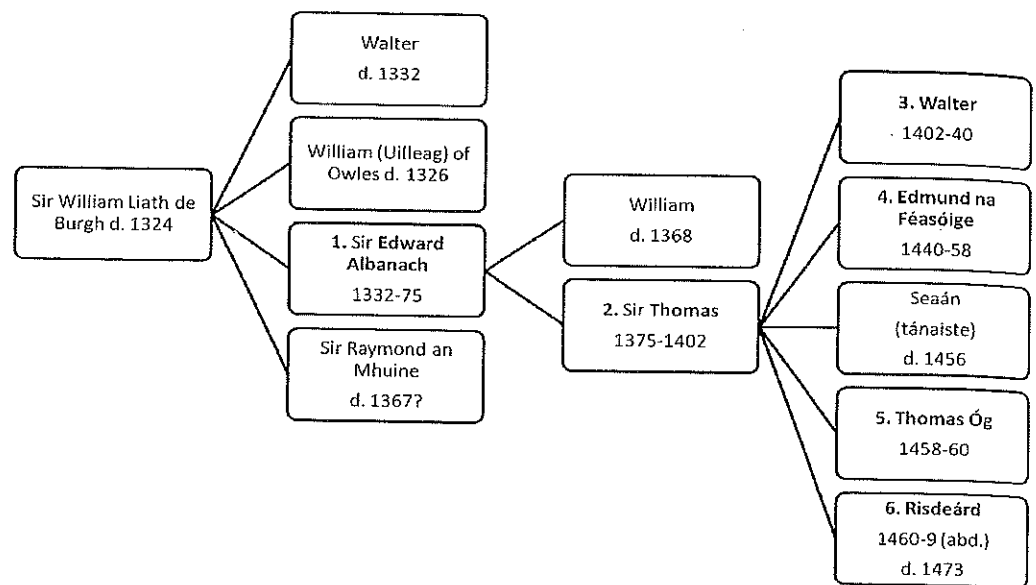 Sir William Liath de
Burgh d. 1324
Walter
d. 1332
William (Uilleag) of
Owles d. 1326
1. Sir Edward
Albanach
1332-75
Sir Raymond an
Mhuine
d. 1367?
William
d. 1368
2. Sir Thomas
1375-1402
3. Walter
1402-40
4. Edmund na
Féasóige
1440-58
Seaán
(tánaiste)
d. 1456
5. Thomas Óg
1458-60
6. Risdeárd
1460-9 (abd.)
d. 1473